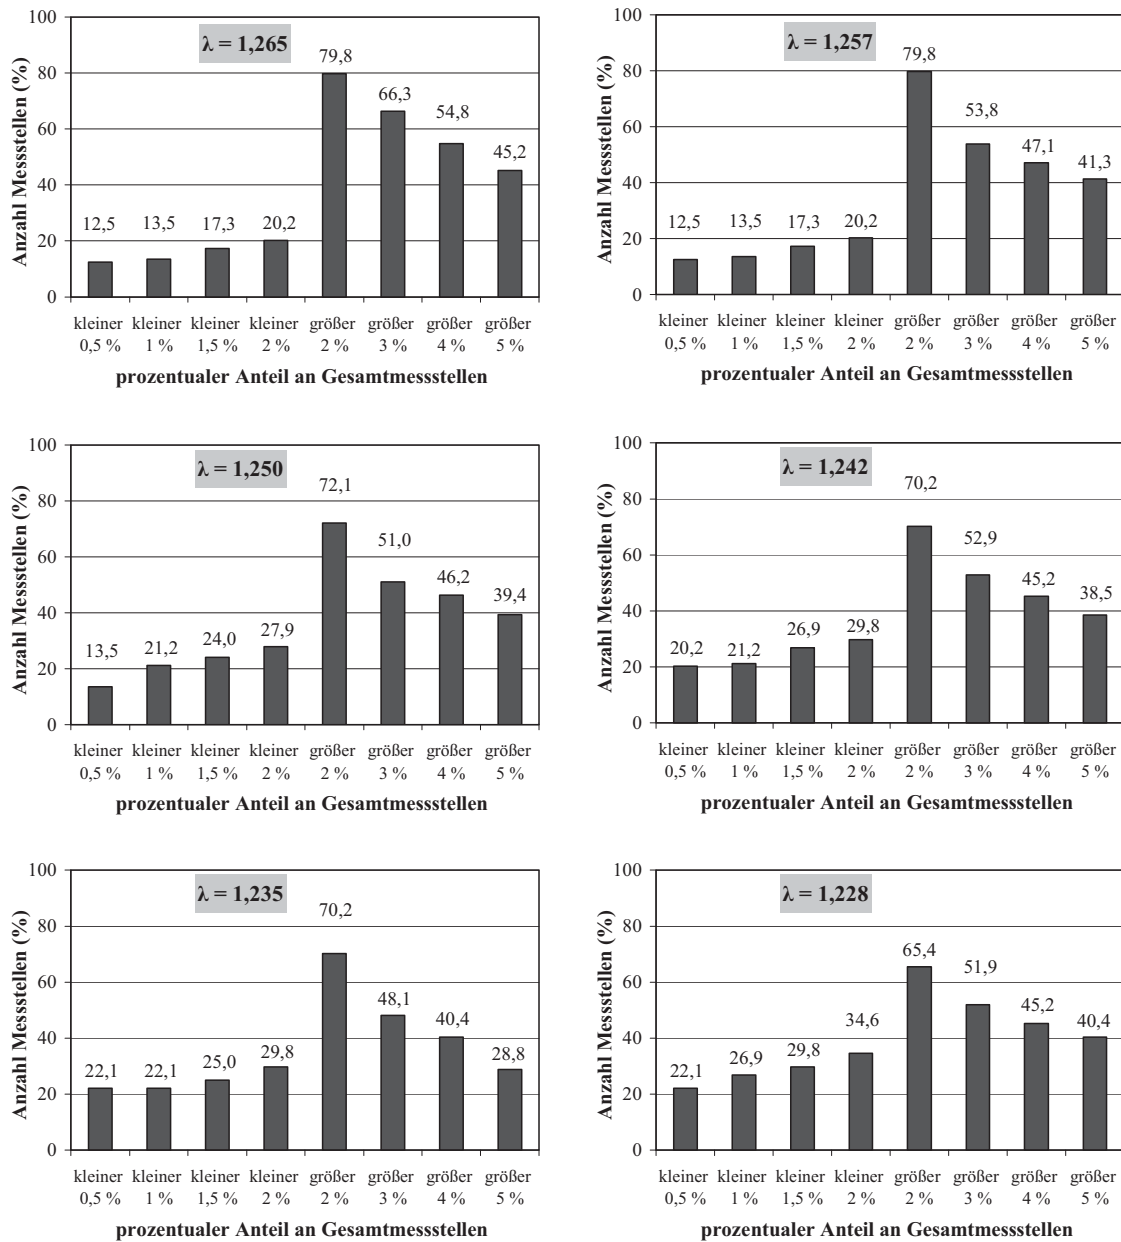 λ = 1,265
Anzahl Messstellen (%)
100
80
60
40
20
0
12,5
13,5
17,3
20,2
79,8
66,3
54,8
45,2
kleiner kleiner kleiner kleiner größer größer größer größer
0,5 % 1 % 1,5 % 2 % 2 % 3 % 4 % 5 %
prozentualer Anteil an Gesamtmessstellen
λ = 1,257
Anzahl Messstellen (%)
100
80
60
40
20
0
12,5
13,5
17,3
20,2
79,8
53,8
47,1
41,3
kleiner kleiner kleiner kleiner größer größer größer größer
0,5 % 1 % 1,5 % 2 % 2 % 3 % 4 % 5 %
prozentualer Anteil an Gesamtmessstellen
λ = 1,250
Anzahl Messstellen (%)
100
80
60
40
20
0
13,5
21,2
24,0
27,9
72,1
51,0
46,2
39,4
kleiner kleiner kleiner kleiner größer größer größer größer
0,5 % 1 % 1,5 % 2 % 2 % 3 % 4 % 5 %
prozentualer Anteil an Gesamtmessstellen
λ = 1,242
Anzahl Messstellen (%)
100
80
60
40
20
0
20,2
21,2
26,9
29,8
70,2
52,9
45,2
38,5
kleiner kleiner kleiner kleiner größer größer größer größer
0,5 % 1 % 1,5 % 2 % 2 % 3 % 4 % 5 %
prozentualer Anteil an Gesamtmessstellen
λ = 1,235
Anzahl Messstellen (%)
100
80
60
40
20
0
22,1
22,1
25,0
29,8
70,2
48,1
40,4
28,8
kleiner kleiner kleiner kleiner größer größer größer größer
0,5 % 1 % 1,5 % 2 % 2 % 3 % 4 % 5 %
prozentualer Anteil an Gesamtmessstellen
λ = 1,228
Anzahl Messstellen (%)
100
80
60
40
20
0
22,1
26,9
29,8
34,6
65,4
51,9
45,2
40,4
kleiner kleiner kleiner kleiner größer größer größer größer
0,5 % 1 % 1,5 % 2 % 2 % 3 % 4 % 5 %
prozentualer Anteil an Gesamtmessstellen